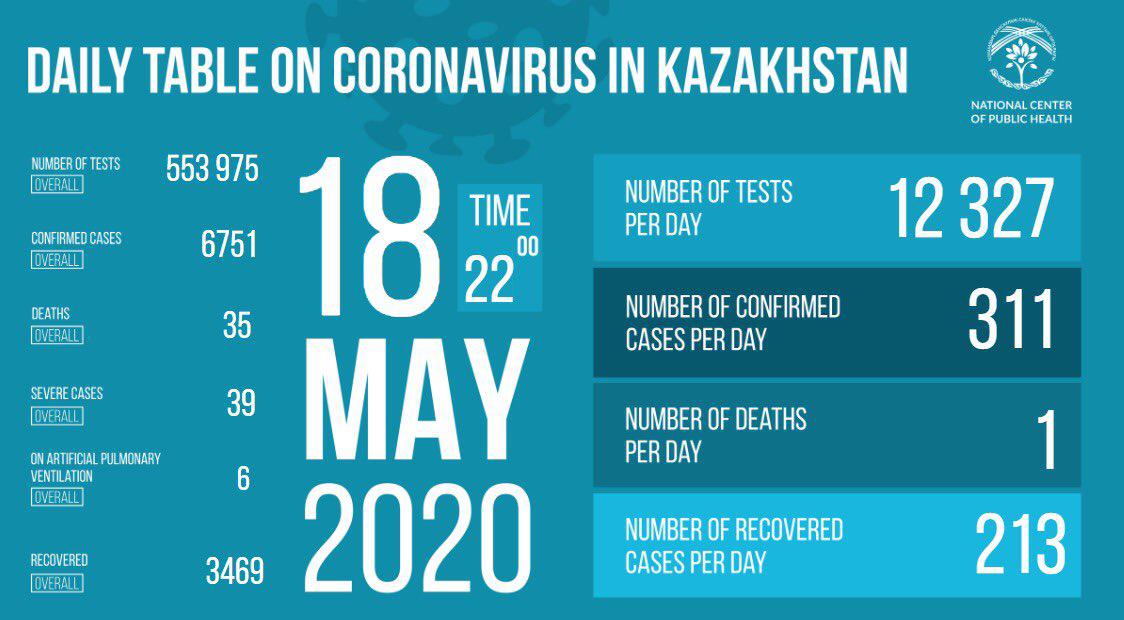 DAILY TABLE ON CORONAVIRUS IN KAZAKHSTAN
NATIONAL CENTER
OF PUBLIC HEALTH
NUMBER OF TESTS
OVERALL
553 975
CONFIRMED CASES
OVERALL
6751
DEATHS
OVERALL
35
SEVERE CASES
OVERALL
39
ON ARTIFICIAL PULMONARY
VENTILATION
OVERALL
6
RECOVERED
OVERALL
3469
18
MAY
2020
TIME
22 00
NUMBER OF TESTS
PER DAY
12 327
NUMBER OF CONFIRMED
CASES PER DAY
311
NUMBER OF DEATHS
PER DAY
1
NUMBER OF RECOVERED
CASES PER DAY
213